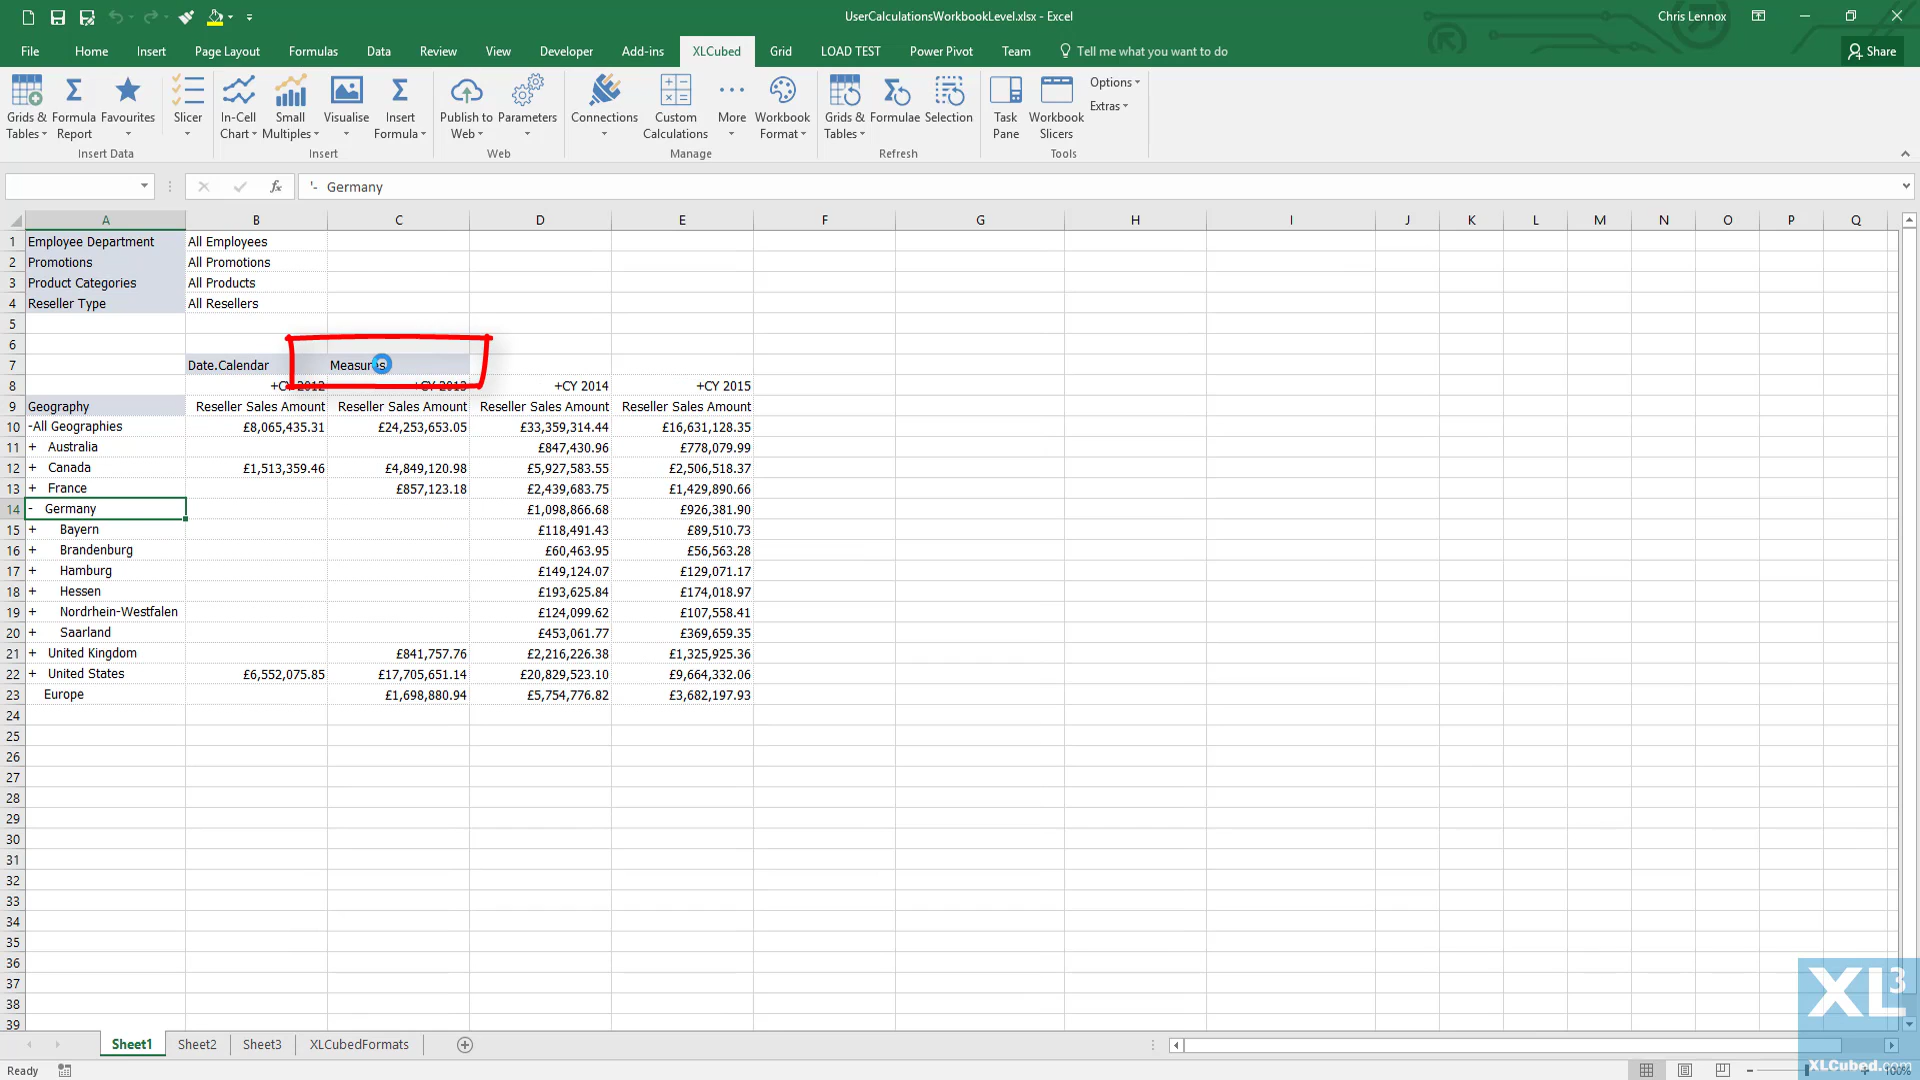 UserCalculationsWorkbookLevel.xlsx - Excel
Chris Lennox
File Home Insert Page Layout Formulas Data Review View Developer Add-ins XLCubed Grid LOAD TEST Power Pivot Team Tell me what you want to do Share
Grids & Tables Formula Report Favourites Slicer In-Cell Chart Small Multiples Visualise Insert Formula Publish to Web Parameters Connections Custom Calculations More Workbook Format Grids & Tables Formulae Selection Task Pane Workbook Slicers Options Extras
Insert Data Insert Web Manage Refresh Tools
fx '- Germany
A B C D E F G H I J K L M N O P Q
1 Employee Department All Employees
2 Promotions All Promotions
3 Product Categories All Products
4 Reseller Type All Resellers
5
6
7 Date.Calendar Measures
8 +CY 2012 +CY 2013 +CY 2014 +CY 2015
9 Geography Reseller Sales Amount Reseller Sales Amount Reseller Sales Amount Reseller Sales Amount
10 -All Geographies £8,065,435.31 £24,253,653.05 £33,359,314.44 £16,631,128.35
11 + Australia £847,430.96 £778,079.99
12 + Canada £1,513,359.46 £4,849,120.98 £5,927,583.55 £2,506,518.37
13 + France £857,123.18 £2,439,683.75 £1,429,890.66
14 - Germany £1,098,866.68 £926,381.90
15 + Bayern £118,491.43 £89,510.73
16 + Brandenburg £60,463.95 £56,563.28
17 + Hamburg £149,124.07 £129,071.17
18 + Hessen £193,625.84 £174,018.97
19 + Nordrhein-Westfalen £124,099.62 £107,558.41
20 + Saarland £453,061.77 £369,659.35
21 + United Kingdom £841,757.76 £2,216,226.38 £1,325,925.36
22 + United States £6,552,075.85 £17,705,651.14 £20,829,523.10 £9,664,332.06
23 Europe £1,698,880.94 £5,754,776.82 £3,682,197.93
24
25
26
27
28
29
30
31
32
33
34
35
36
37
38
39
XL3
Sheet1 Sheet2 Sheet3 XLCubedFormats
XLCubed.com
Ready 100%